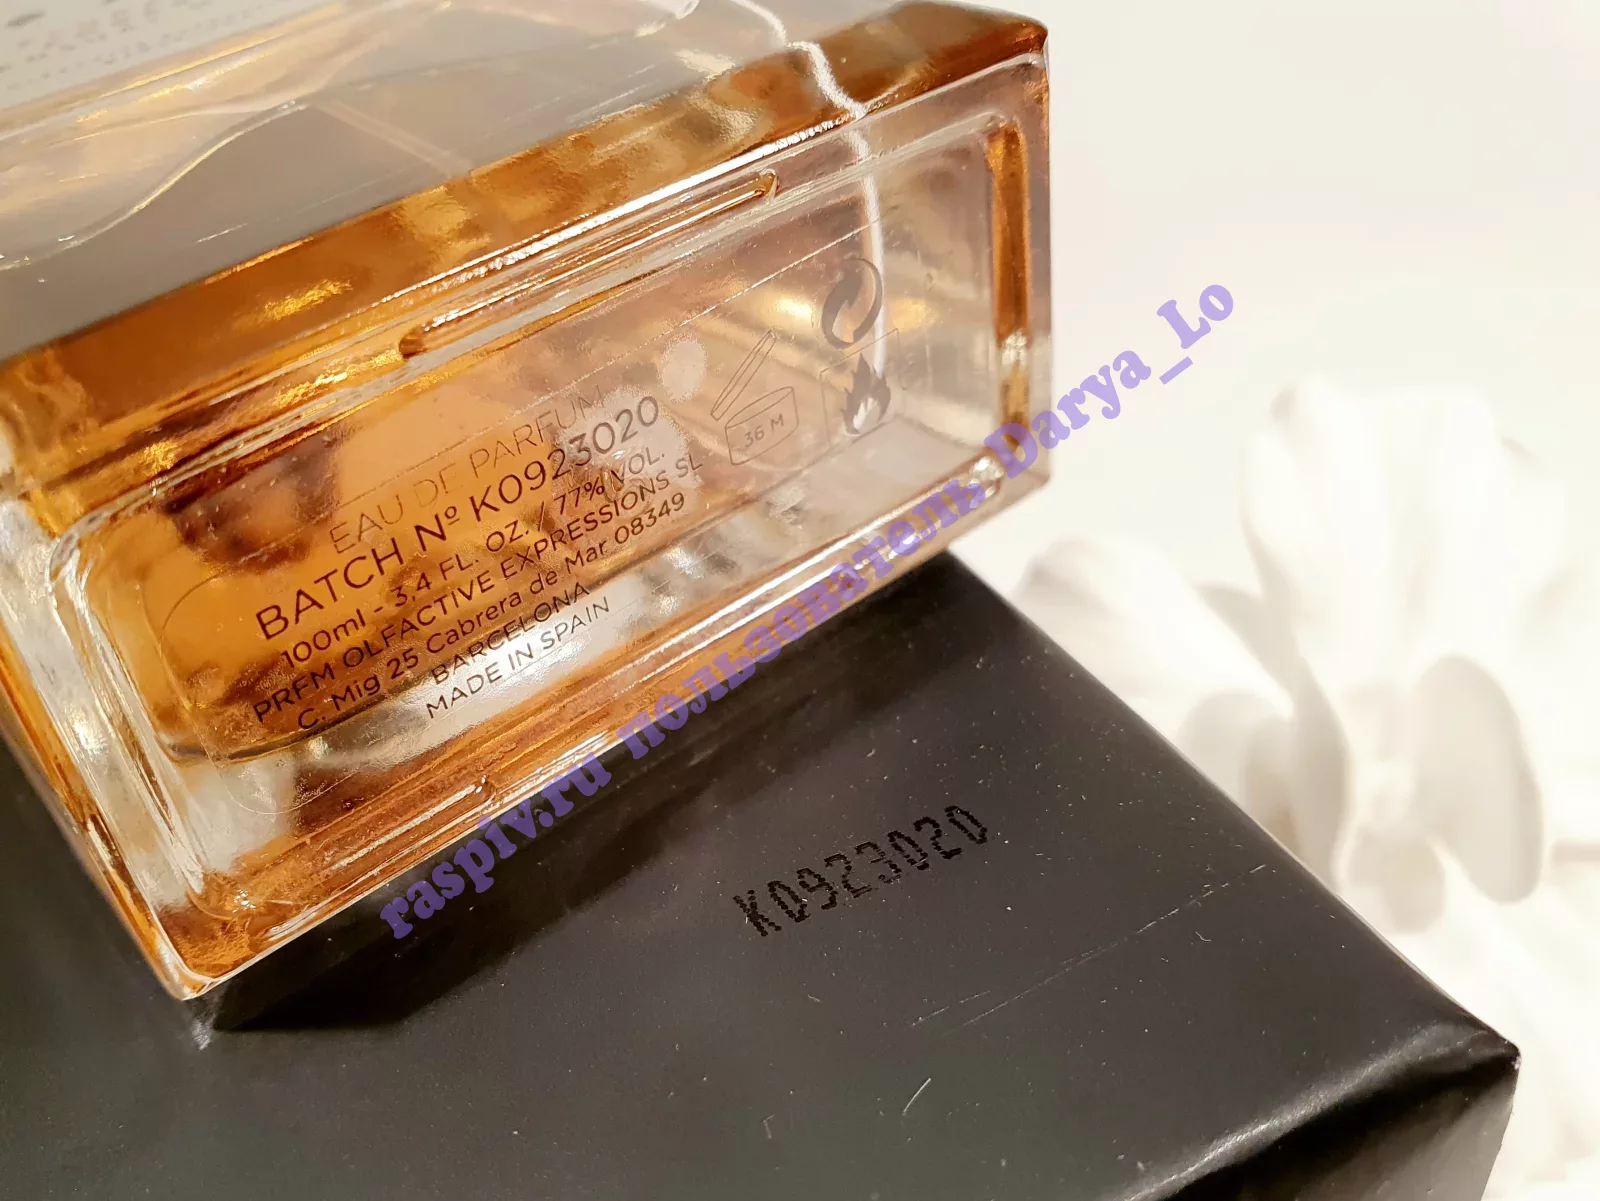 EAU DE PARFUM
BATCH Nº K0923020
100ml - 3,4 FL. OZ. / 77% VOL.
PRFM OLFACTIVE EXPRESSIONS SL
C. Mig 25 Cabrera de Mar 08349
BARCELONA
MADE IN SPAIN
36 M
K0923020
raspiv.ru пользователь Darya_Lo